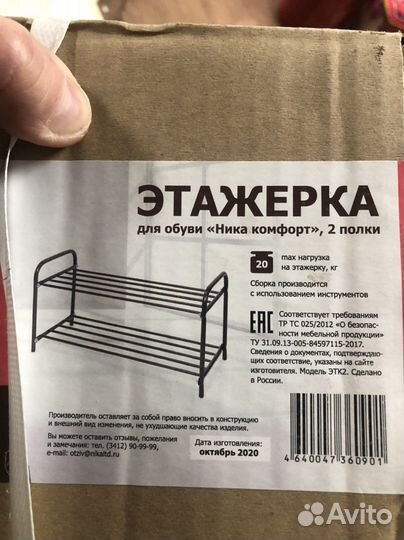 ЭТАЖЕРКА
для обуви «Ника комфорт», 2 полки
20
max нагрузка
на этажерку, кг
Сборка производится
с использованием инструментов
ЕАС
Соответствует требованиям
ТР ТС 025/2012 «О безопас-
ности мебельной продукции»
ТУ 31.09.13-005-84597115-2017.
Сведения о документах, подтверждаю-
щих соответствие, указаны на сайте
изготовителя. Модель ЭТК2. Сделано
в России.
Производитель оставляет за собой право вносить в конструкцию
и внешний вид изменения, не ухудшающие качества изделия.
Вы можете оставить отзывы, пожелания
и замечания: тел. (3412) 90-99-99,
e-mail: otziv@nikaltd.ru
Дата изготовления:
октябрь 2020
4 640047 360901
Avito